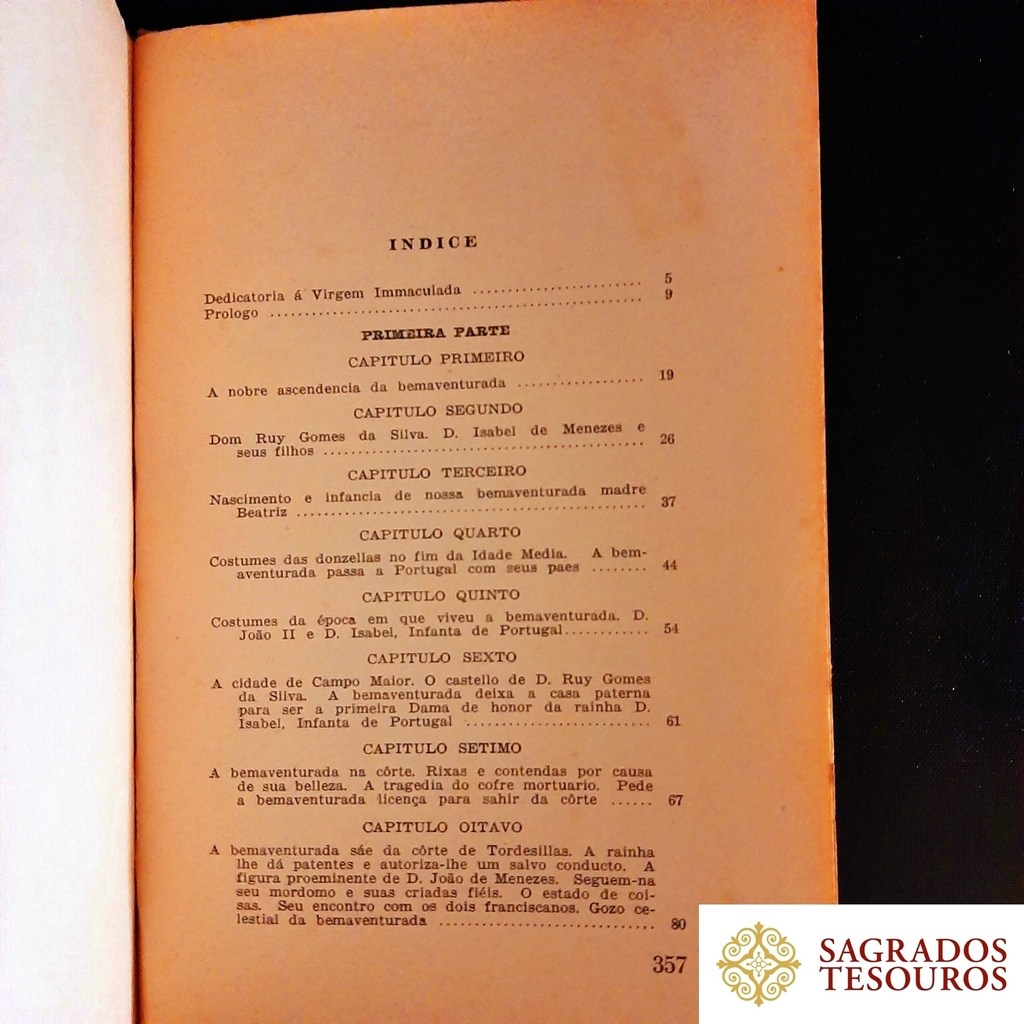 INDICE
Dedicatoria á Virgem Immaculada ........................ 5
Prologo ...................................................... 9
PRIMEIRA PARTE
CAPITULO PRIMEIRO
A nobre ascendencia da bemaventurada .................. 19
CAPITULO SEGUNDO
Dom Ruy Gomes da Silva. D. Isabel de Menezes e
seus filhos .............................................. 26
CAPITULO TERCEIRO
Nascimento e infancia de nossa bemaventurada madre
Beatriz .................................................. 37
CAPITULO QUARTO
Costumes das donzellas no fim da Idade Media. A bem-
aventurada passa a Portugal com seus paes ........ 44
CAPITULO QUINTO
Costumes da época em que viveu a bemaventurada. D.
João II e D. Isabel, Infanta de Portugal............ 54
CAPITULO SEXTO
A cidade de Campo Maior. O castello de D. Ruy Gomes
da Silva. A bemaventurada deixa a casa paterna
para ser a primeira Dama de honor da rainha D.
Isabel, Infanta de Portugal .......................... 61
CAPITULO SETIMO
A bemaventurada na côrte. Rixas e contendas por causa
de sua belleza. A tragedia do cofre mortuario. Pede
a bemaventurada licença para sahir da côrte ...... 67
CAPITULO OITAVO
A bemaventurada sáe da côrte de Tordesillas. A rainha
lhe dá patentes e autoriza-lhe um salvo conducto. A
figura proeminente de D. João de Menezes. Seguem-na
seu mordomo e suas criadas fiéis. O estado de coi-
sas. Seu encontro com os dois franciscanos. Gozo ce-
lestial da bemaventurada .............................. 80
357
SAGRADOS
TESOUROS